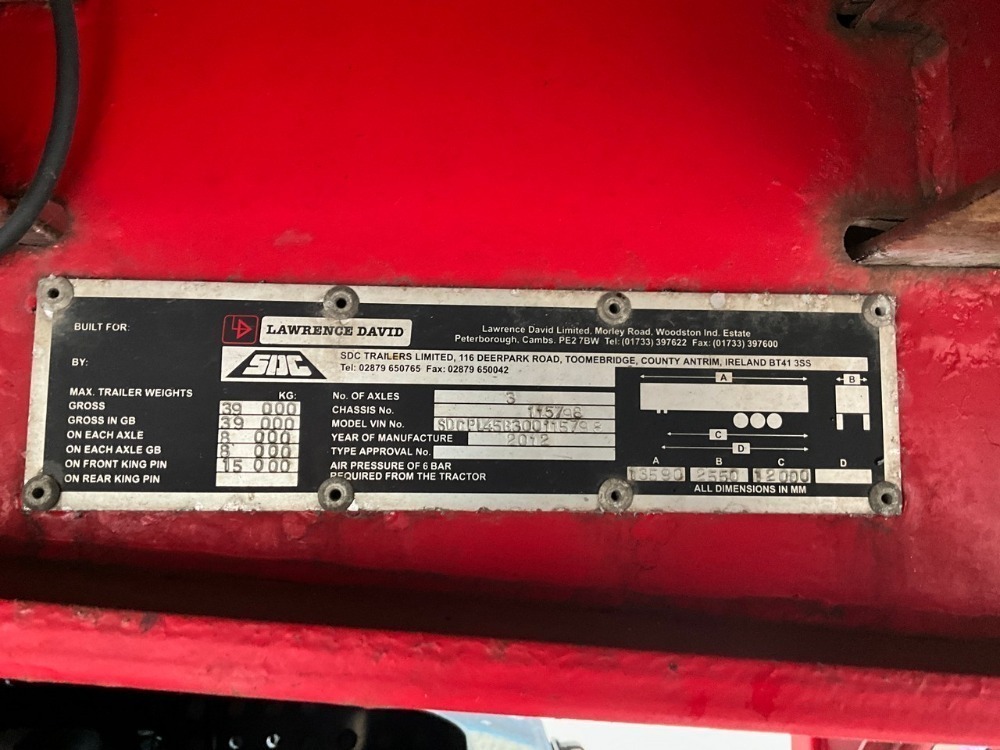 BUILT FOR:
LAWRENCE DAVID
Lawrence David Limited. Morley Road, Woodston Ind. Estate
Peterborough, Cambs. PE2 7BW Tel: (01733) 397622 Fax: (01733) 397600
BY:
SDC
SDC TRAILERS LIMITED, 116 DEERPARK ROAD, TOOMEBRIDGE, COUNTY ANTRIM, IRELAND BT41 3SS
Tel: 02879 650765 Fax: 02879 650042
MAX. TRAILER WEIGHTS KG:
GROSS 39 000
GROSS IN GB 39 000
ON EACH AXLE 8 000
ON EACH AXLE GB 8 000
ON FRONT KING PIN 15 000
ON REAR KING PIN
No. OF AXLES 3
CHASSIS No. 115798
MODEL VIN No.
YEAR OF MANUFACTURE 2012
TYPE APPROVAL No.
AIR PRESSURE OF 6 BAR
REQUIRED FROM THE TRACTOR
A B
C
D
A B C D
13590 2550 12000
ALL DIMENSIONS IN MM